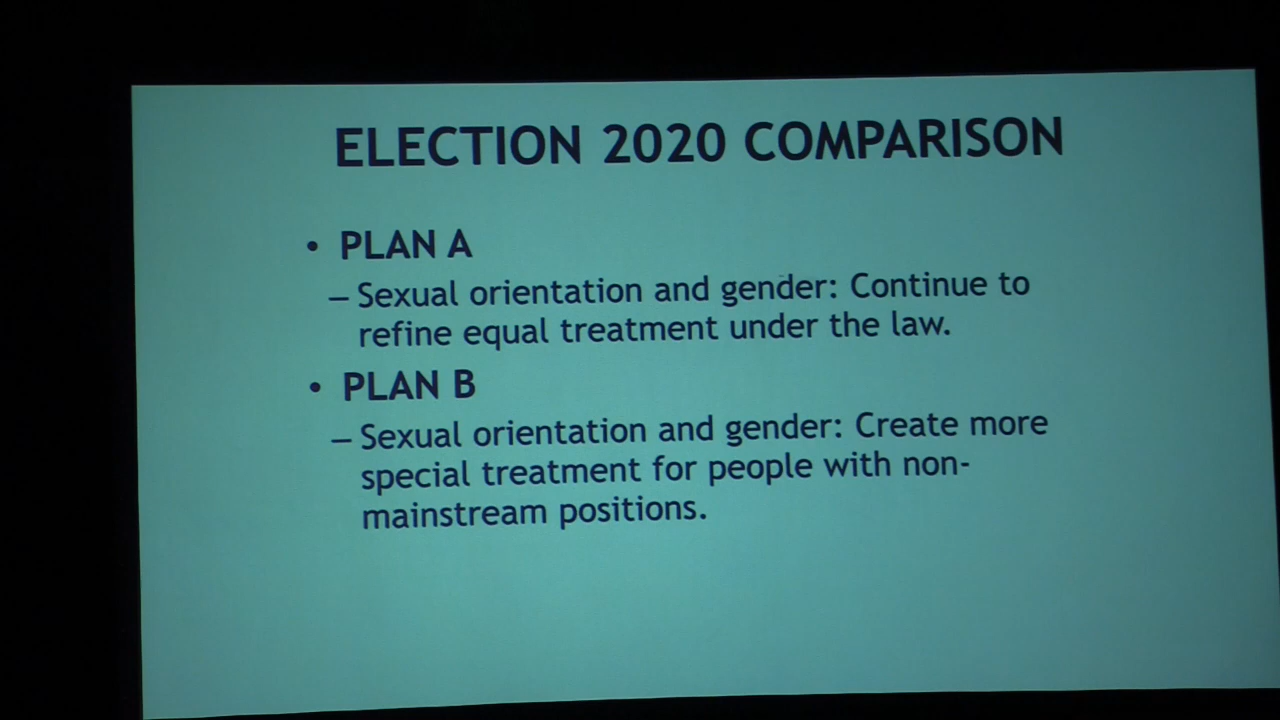 ELECTION 2020 COMPARISON
• PLAN A
– Sexual orientation and gender: Continue to
refine equal treatment under the law.
• PLAN B
– Sexual orientation and gender: Create more
special treatment for people with non-
mainstream positions.